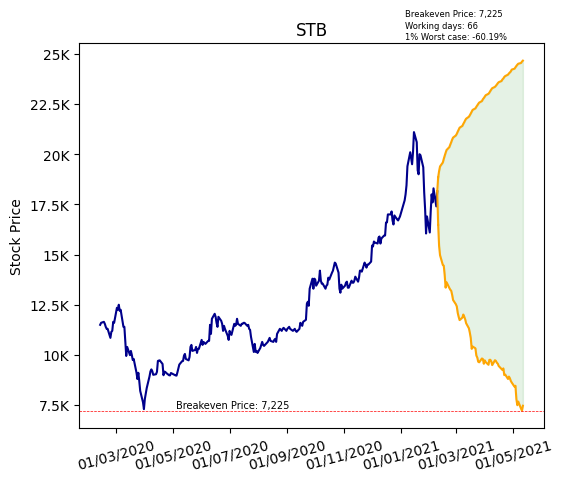 Breakeven Price: 7,225
Working days: 66
1% Worst case: -60.19%
STB
Stock Price
25K
22.5K
20K
17.5K
15K
12.5K
10K
7.5K
Breakeven Price: 7,225
01/03/2020
01/05/2020
01/07/2020
01/09/2020
01/11/2020
01/01/2021
01/03/2021
01/05/2021